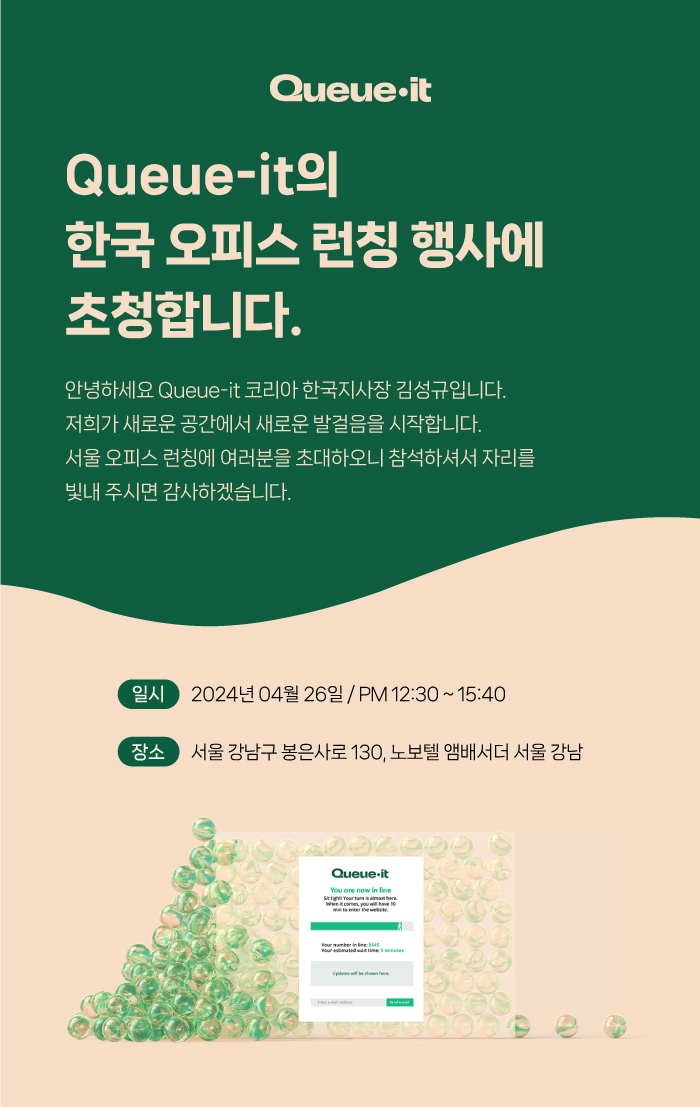 Queue•it
Queue-it의
한국 오피스 런칭 행사에
초청합니다.
안녕하세요 Queue-it 코리아 한국지사장 김성규입니다.
저희가 새로운 공간에서 새로운 발걸음을 시작합니다.
서울 오피스 런칭에 여러분을 초대하오니 참석하셔서 자리를
빛내 주시면 감사하겠습니다.
일시 2024년 04월 26일 / PM 12:30 ~ 15:40
장소 서울 강남구 봉은사로 130, 노보텔 앰배서더 서울 강남
Queue•it
You are now in line
Sit tight! Your turn is almost here.
When it comes, you will have 10
min to enter the website.
Your number in line:
Your estimated wait time: 5 minutes
Updates will be shown here.
Enter e-mail address